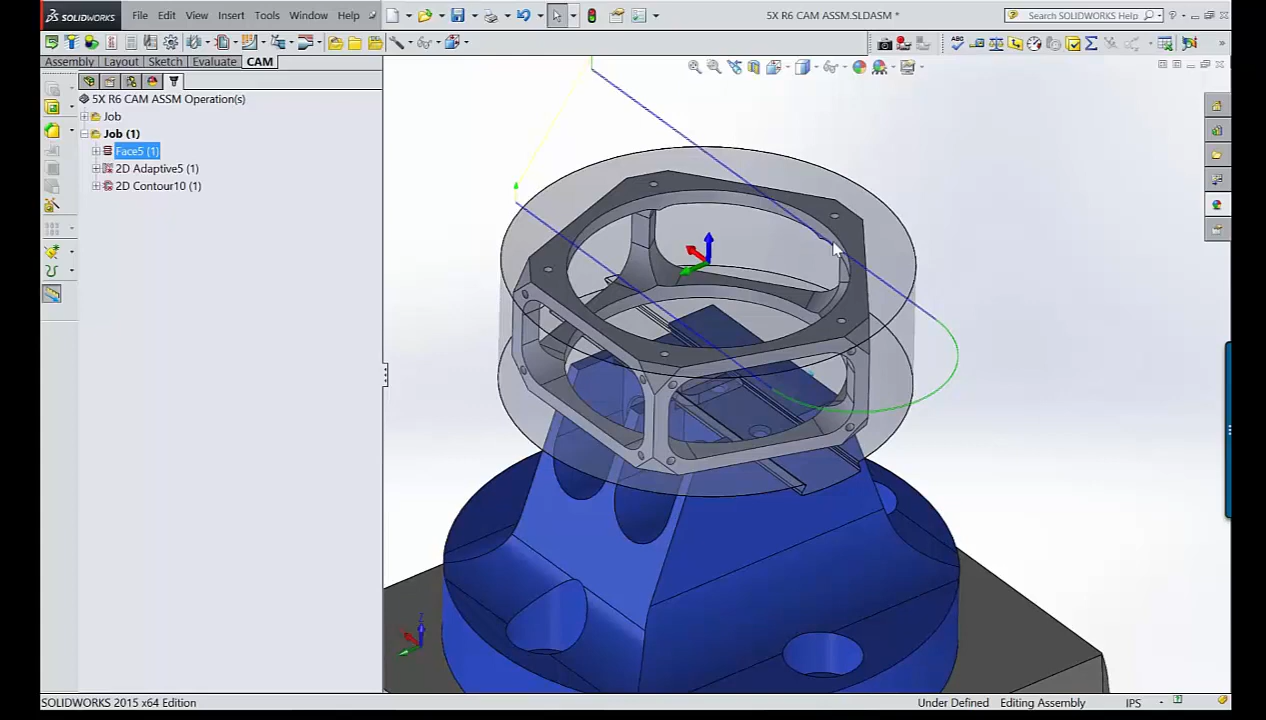 SOLIDWORKS File Edit View Insert Tools Window Help 5X R6 CAM ASSM.SLDASM * Search SOLIDWORKS Help
Assembly Layout Sketch Evaluate CAM
5X R6 CAM ASSM Operation(s)
Job
Job (1)
Face5 (1)
2D Adaptive5 (1)
2D Contour10 (1)
SOLIDWORKS 2015 x64 Edition Under Defined Editing Assembly IPS